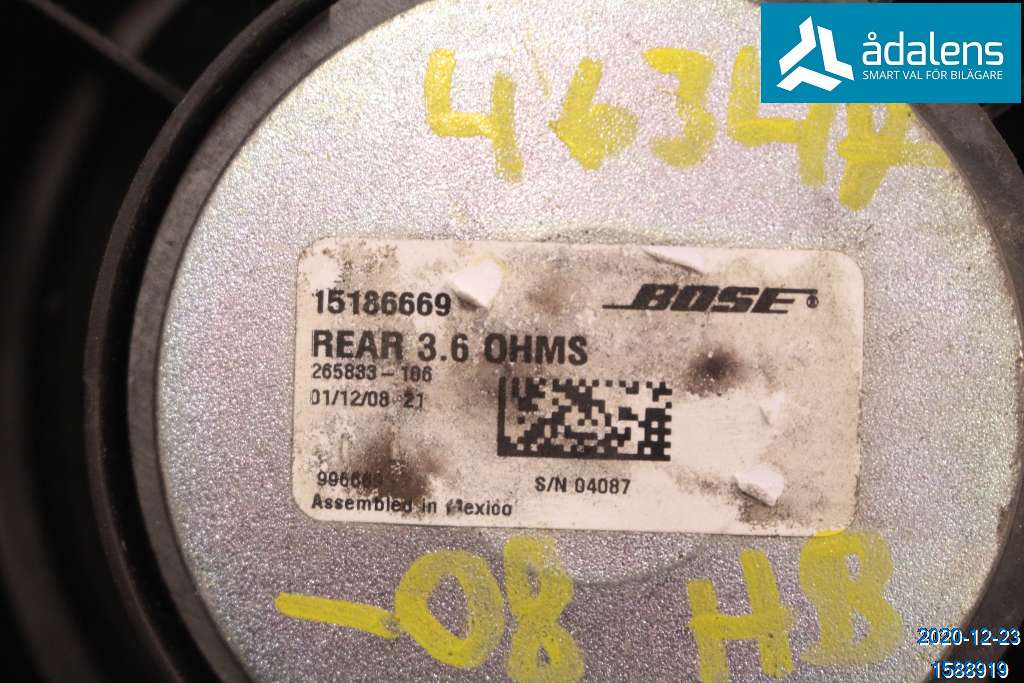 ådalens
SMART VAL FÖR BILÄGARE
15186669
BOSE®
REAR 3.6 OHMS
265833-106
01/12/08 21
S/N 04087
Assembled in Mexico
-08 HB
2020-12-23
1588919